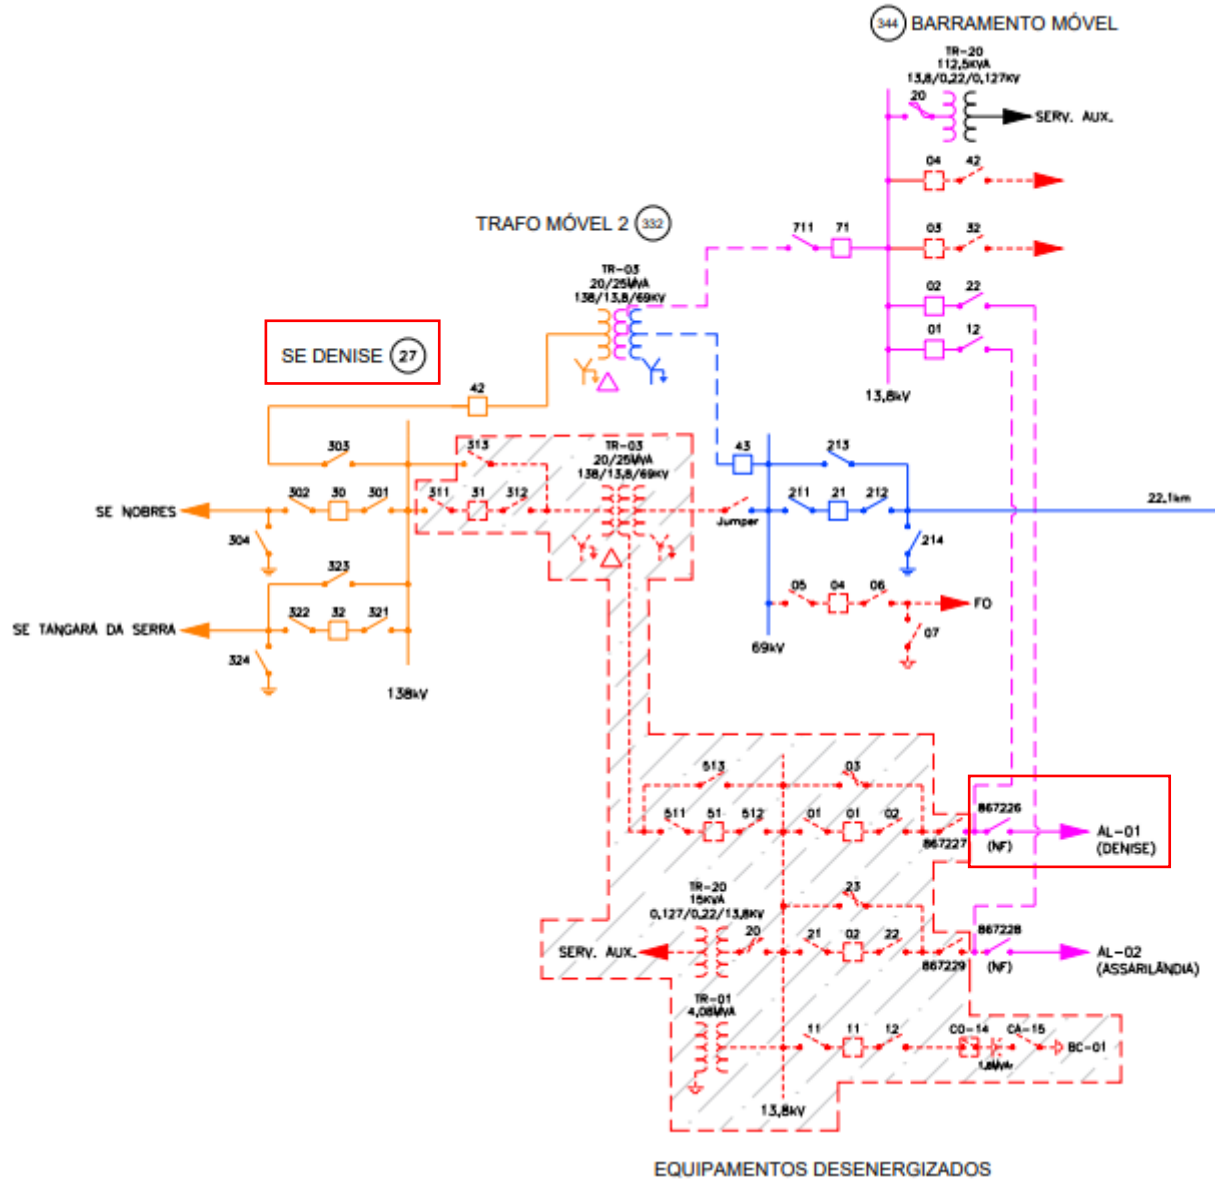 344 BARRAMENTO MÓVEL
TR-20
112,5KVA
13,8/0,22/0,127KV
20
SERV. AUX.
04 42
03 32
02 22
01 12
13,8kV
711 71
TRAFO MÓVEL 2 332
TR-03
20/25MVA
138/13,8/69KV
SE DENISE 27
42
303
313
TR-03
20/25MVA
138/13,8/69KV
43
213
SE NOBRES
302 30 301
311 31 312
Jumper
211 21 212
22.1km
304
214
323
05 04 06
FO
SE TANGARÁ DA SERRA
322 32 321
07
324
138kV
69kV
513
03
511 51 512
01 01 02
867227
867226
(NF)
AL-01
(DENISE)
TR-20
15KVA
0,127/0,22/13,8KV
23
SERV. AUX.
20
21 02 22
867229
867228
(NF)
AL-02
(ASSARILÂNDIA)
TR-01
4,08MVA
11 11 12
CO-14 CA-15
BC-01
1,8MVAr
13,8kV
EQUIPAMENTOS DESENERGIZADOS